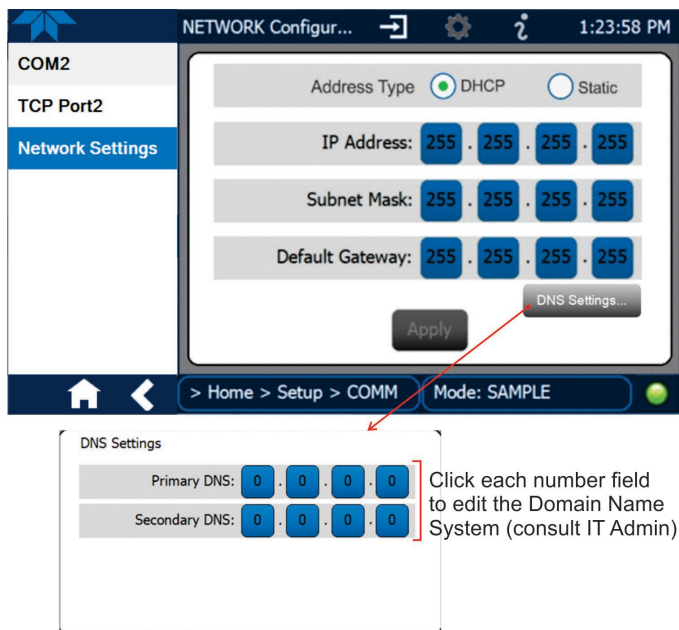 NETWORK Configur... 1:23:58 PM
COM2
TCP Port2
Network Settings
Address Type DHCP Static
IP Address: 255 . 255 . 255 . 255
Subnet Mask: 255 . 255 . 255 . 255
Default Gateway: 255 . 255 . 255 . 255
DNS Settings...
Apply
> Home > Setup > COMM Mode: SAMPLE
DNS Settings
Primary DNS: 0 . 0 . 0 . 0
Secondary DNS: 0 . 0 . 0 . 0
Click each number field
to edit the Domain Name
System (consult IT Admin)